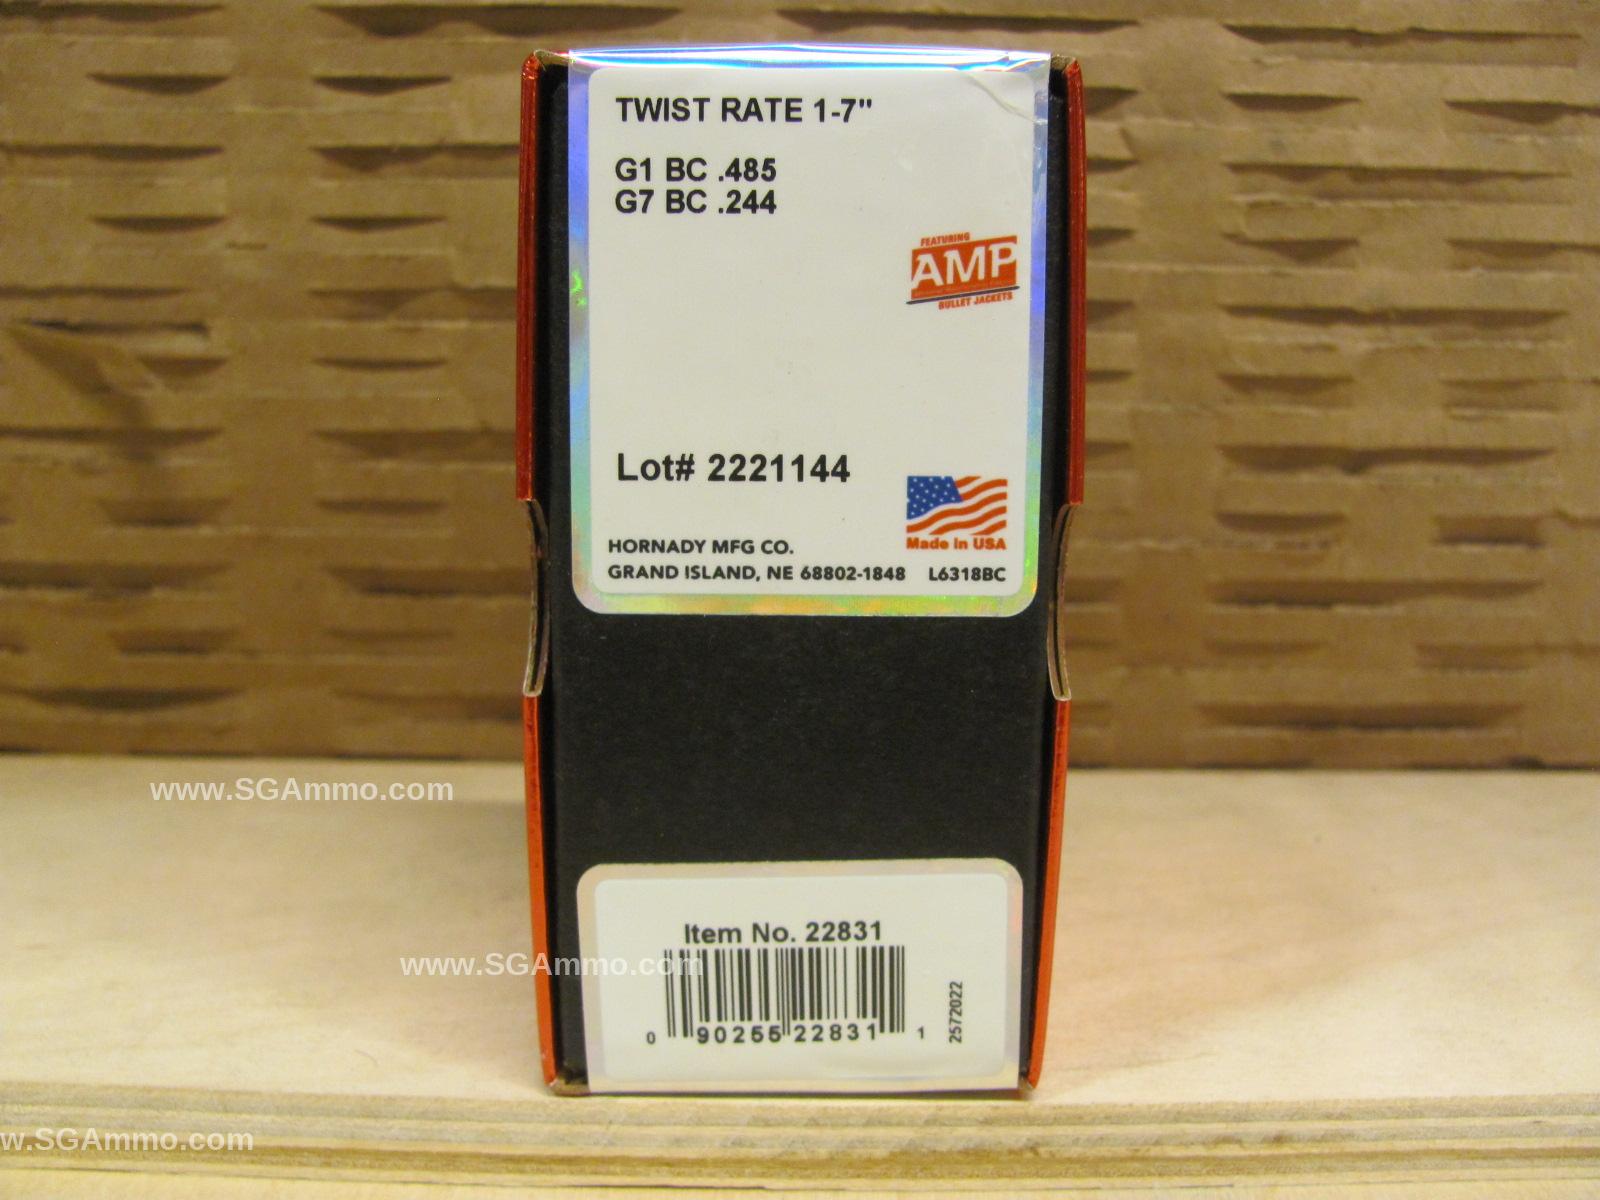 TWIST RATE 1-7"
G1 BC .485
G7 BC .244
FEATURING
AMP
BULLET JACKETS
Lot# 2221144
Made in USA
HORNADY MFG CO.
GRAND ISLAND, NE 68802-1848 L6318BC
www.SGAmmo.com
Item No. 22831
www.SGAmmo.com
2572022
0 90255 22831 1
w.SGAmmo.com